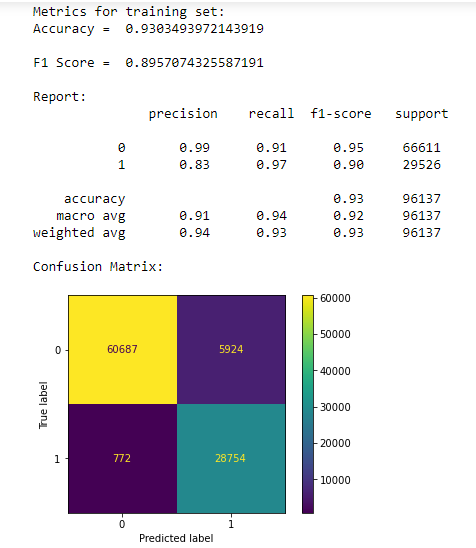 Metrics for training set:
Accuracy =  0.9303493972143919
F1 Score =  0.8957074325587191
Report:
precision    recall  f1-score   support
0       0.99      0.91      0.95     66611
1       0.83      0.97      0.90     29526
accuracy                           0.93     96137
macro avg       0.91      0.94      0.92     96137
weighted avg       0.94      0.93      0.93     96137
Confusion Matrix:
60000
50000
40000
30000
20000
10000
True label
0
60687
5924
1
772
28754
0
1
Predicted label